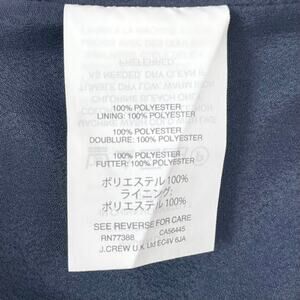 100% POLYESTER
LINING: 100% POLYESTER
100% POLYESTER
DOUBLURE: 100% POLYESTER
100% POLYESTER
FUTTER: 100% POLYESTER
ポリエステル100%
ライニング:
ポリエステル100%
SEE REVERSE FOR CARE
RN77388 CA56445
J.CREW U.K Ltd EC4V 6JA